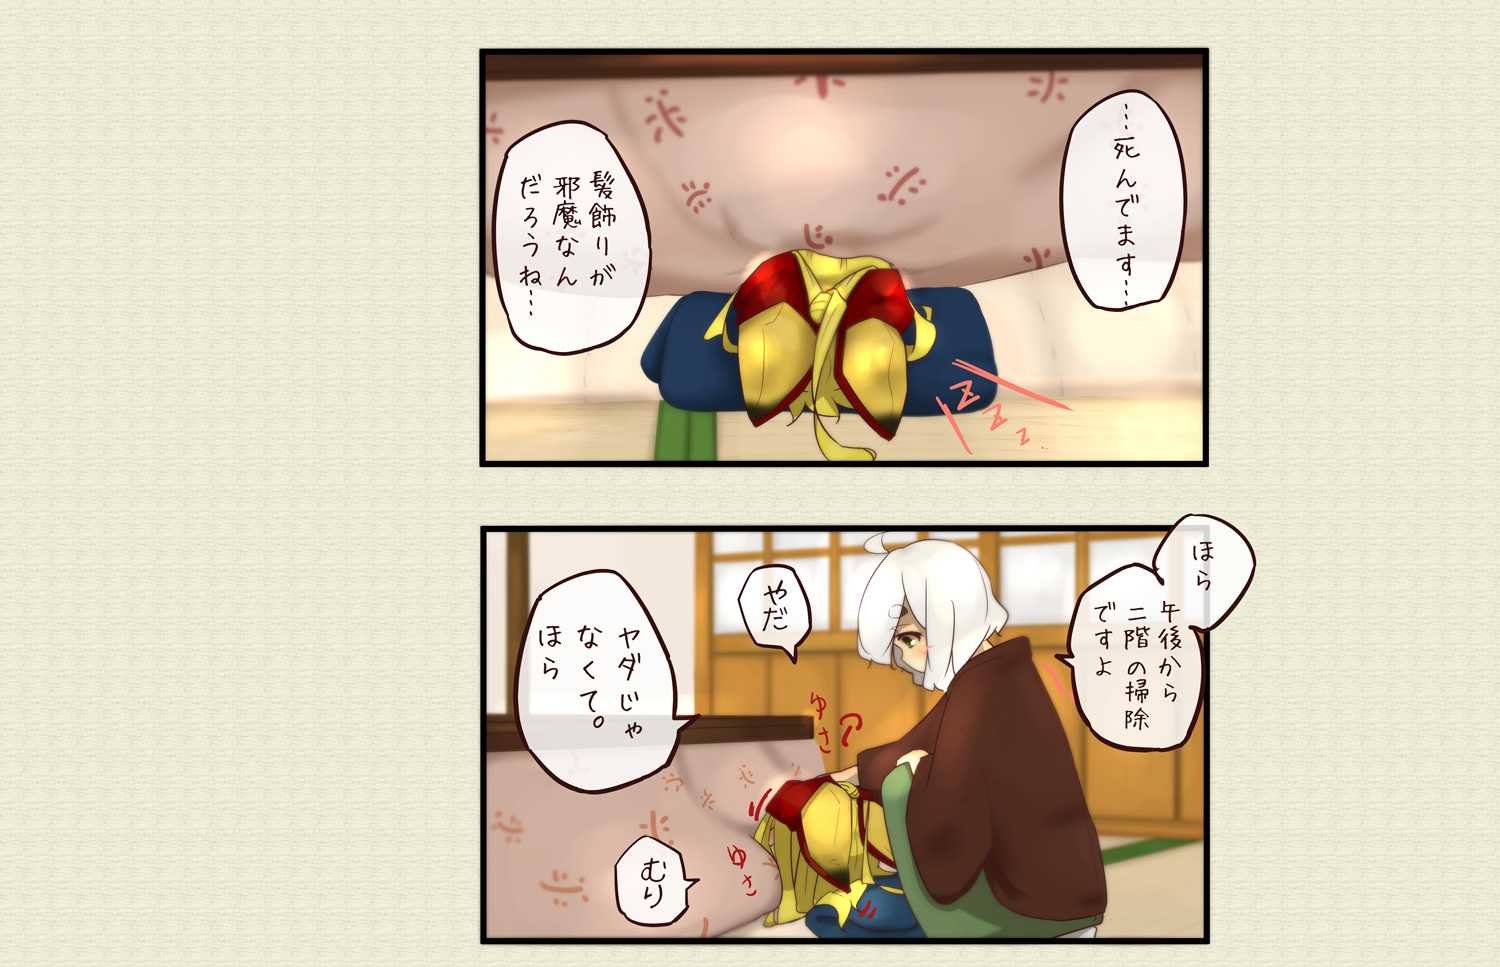 …死んでます…
髪飾りが
邪魔なん
だろうね…
zzz..
ほら
午後から
二階の掃除
ですよ
やだ
ゆさ
ヤダじゃ
なくて。
ほら
ゆさ
むり